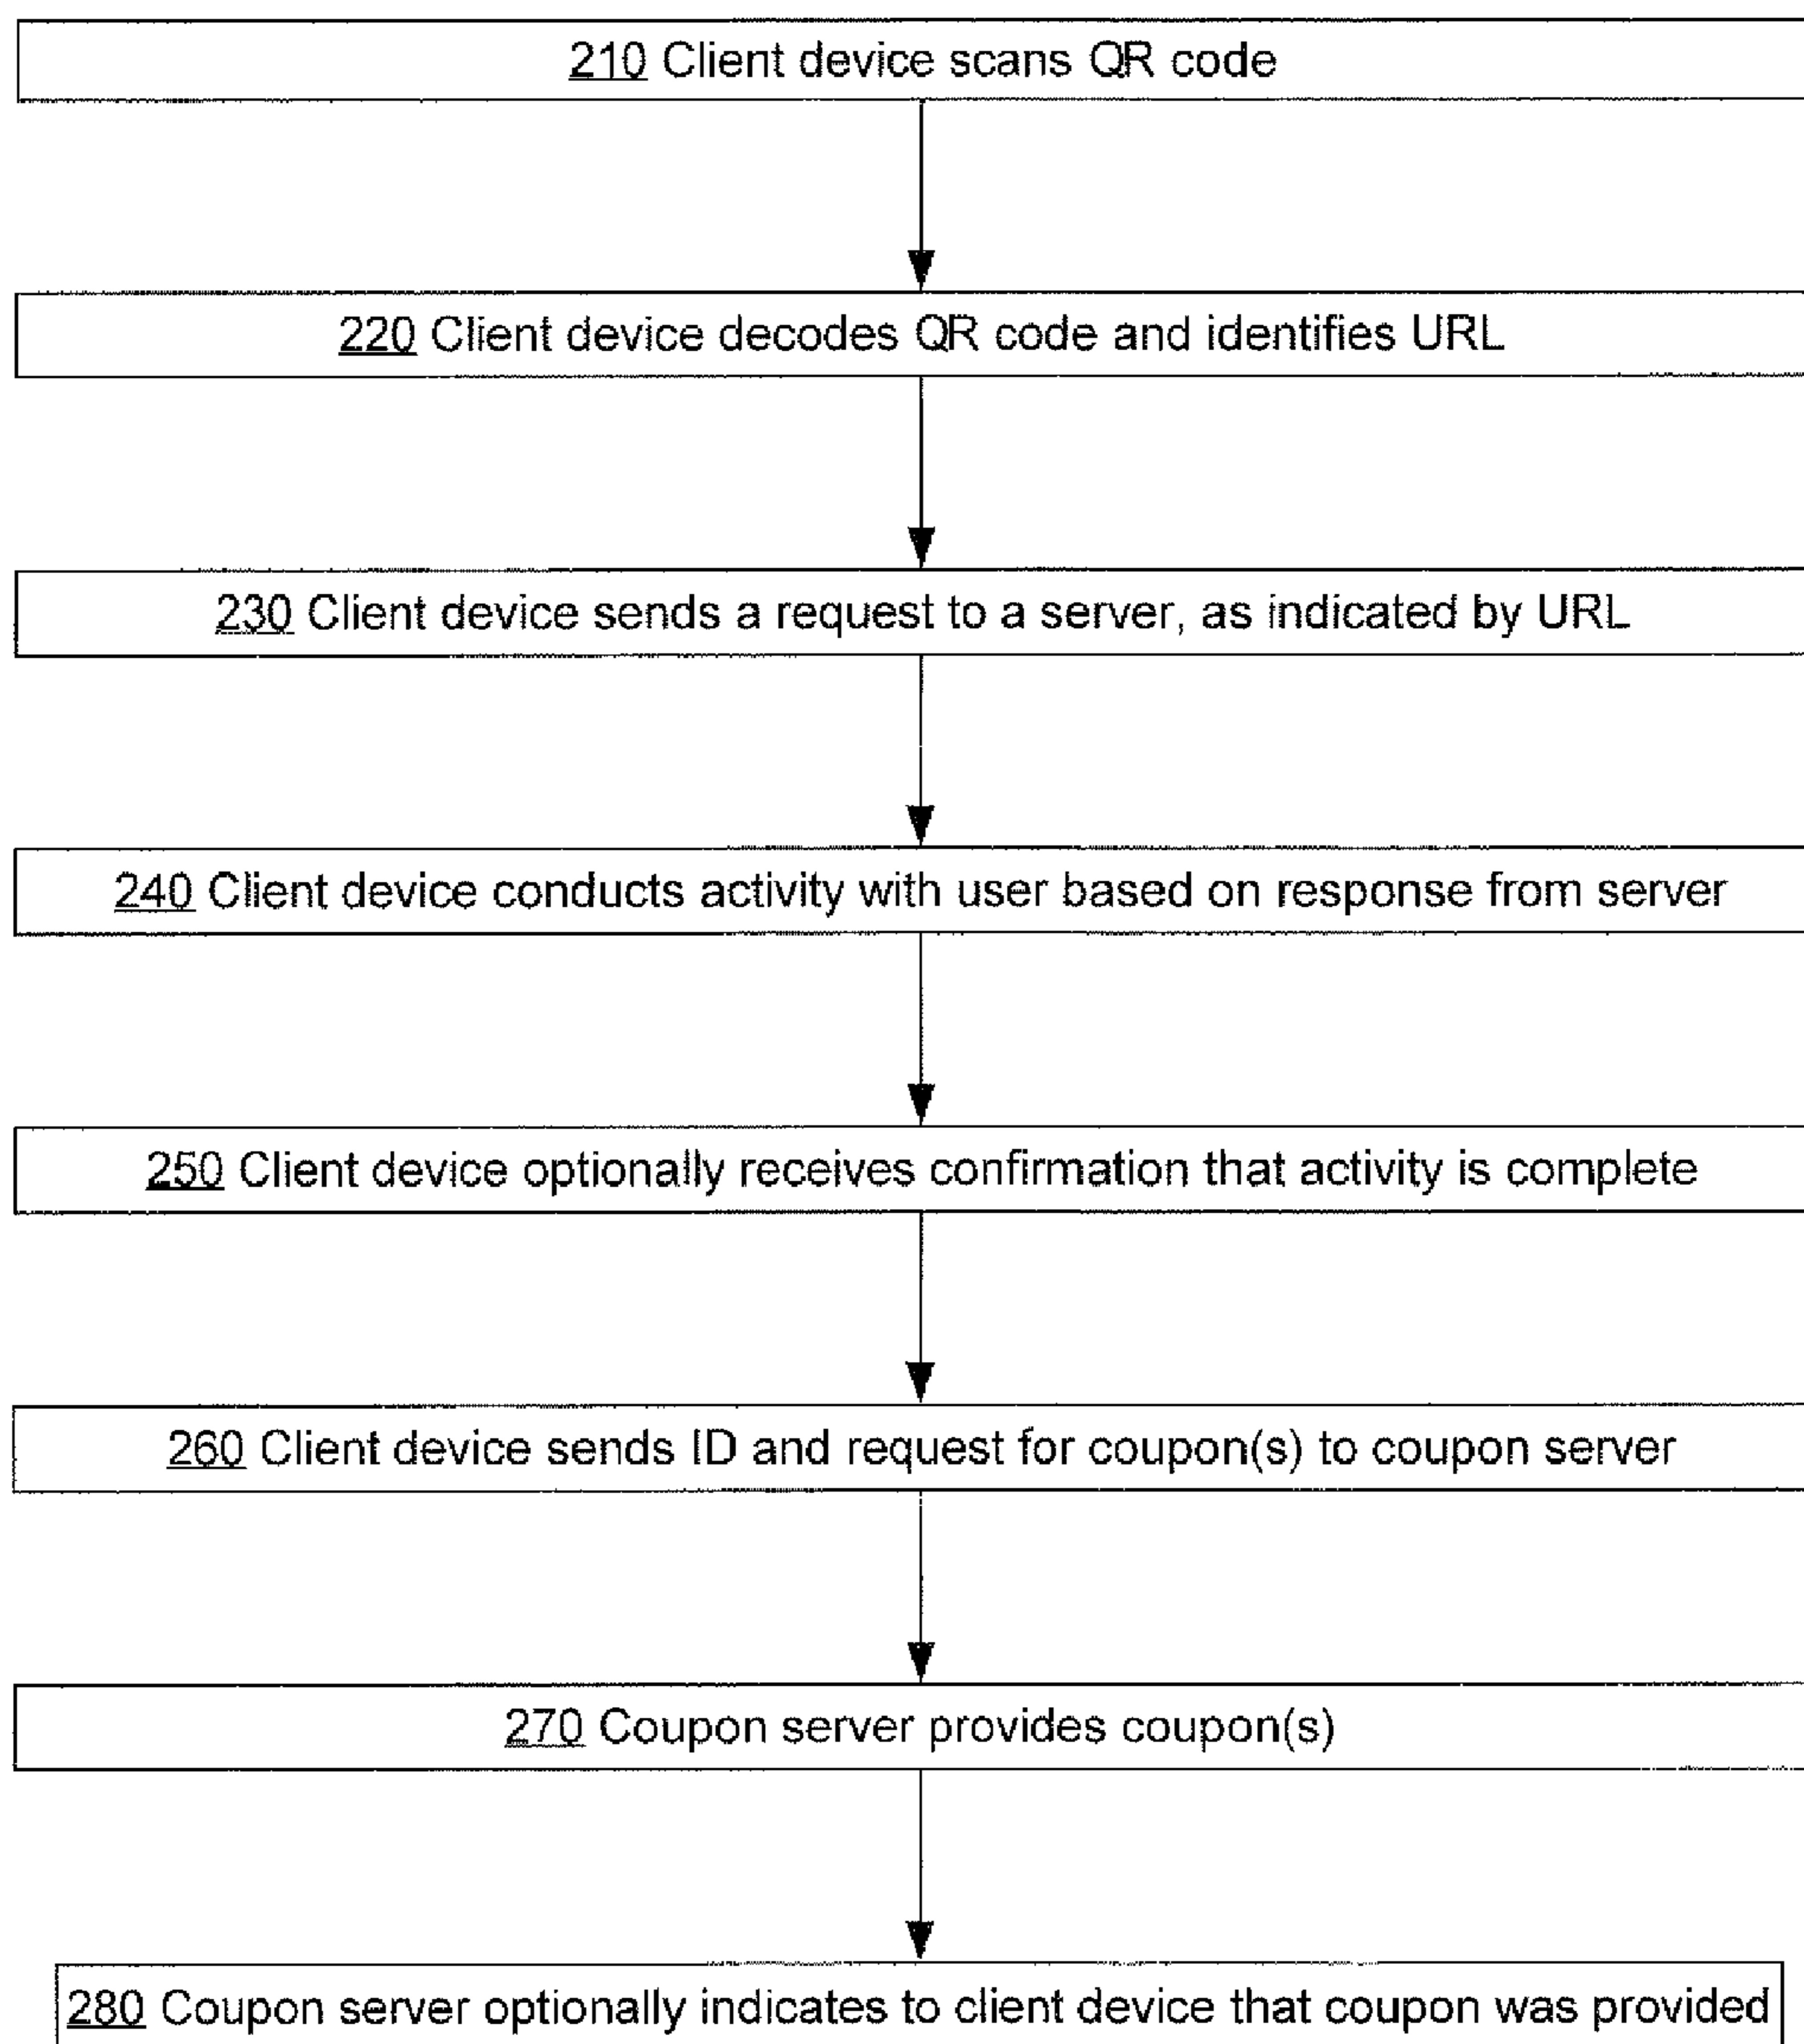 210 Client device scans QR code
220 Client device decodes QR code and identifies URL
230 Client device sends a request to a server, as indicated by URL
240 Client device conducts activity with user based on response from server
250 Client device optionally receives confirmation that activity is complete
260 Client device sends ID and request for coupon(s) to coupon server
270 Coupon server provides coupon(s)
280 Coupon server optionally indicates to client device that coupon was provided